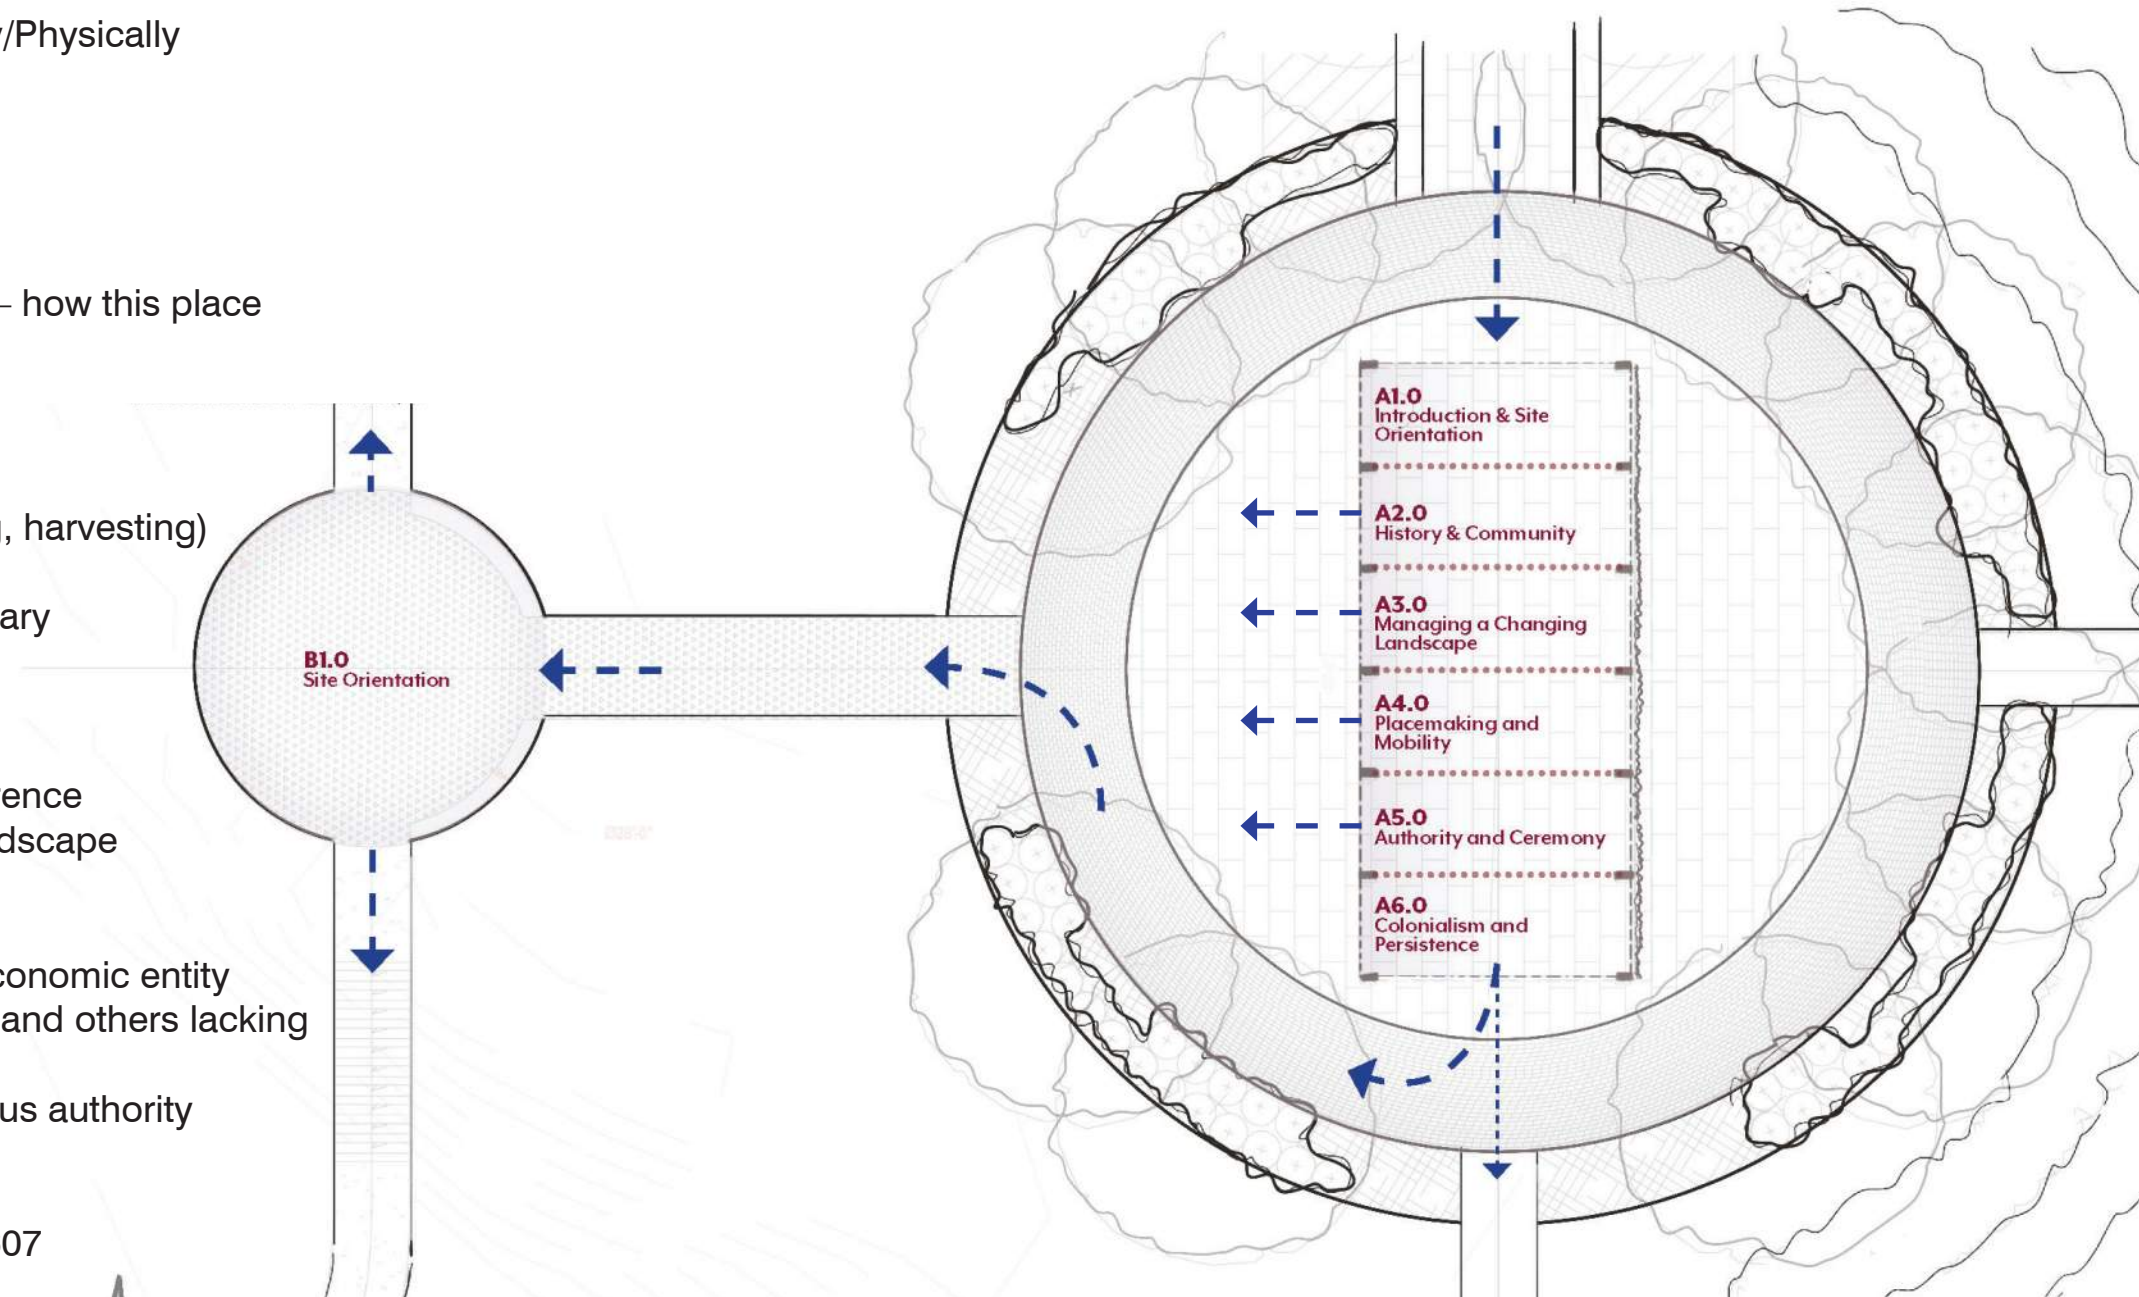 y/Physically
– how this place
g, harvesting)
ary
rence
dscape
conomic entity
and others lacking
us authority
07
B1.0
Site Orientation
A1.0
Introduction & Site
Orientation
A2.0
History & Community
A3.0
Managing a Changing
Landscape
A4.0
Placemaking and
Mobility
A5.0
Authority and Ceremony
A6.0
Colonialism and
Persistence